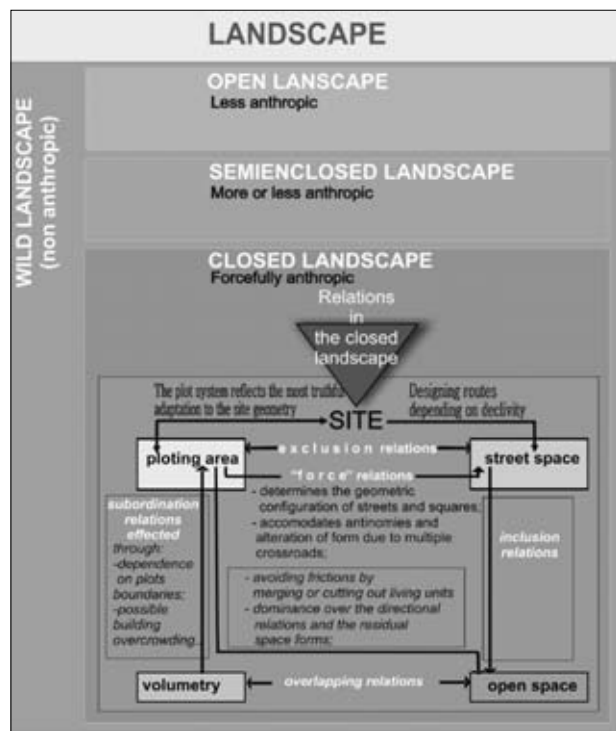 LANDSCAPE
WILD LANDSCAPE
(non anthropic)
OPEN LANSCAPE
Less anthropic
SEMIENCLOSED LANDSCAPE
More or less anthropic
CLOSED LANDSCAPE
Forcefully anthropic
Relations
in
the closed
landscape
The plot system reflects the most truthful
adaptation to the site geometry
SITE
Designing routes
depending on declivity
ploting area
exclusion relations
street space
"force" relations
- determines the geometric
configuration of streets and squares;
- accomodates antinomies and
alteration of form due to multiple
crossroads;
subordination
relations
effected
through:
-dependence
on plots
boundaries;
-possible
building
overcrowding...
inclusion
relations
- avoiding frictions by
merging or cutting out living units
- dominance over the directional
relations and the residual
space forms;
volumetry
overlapping relations
open space